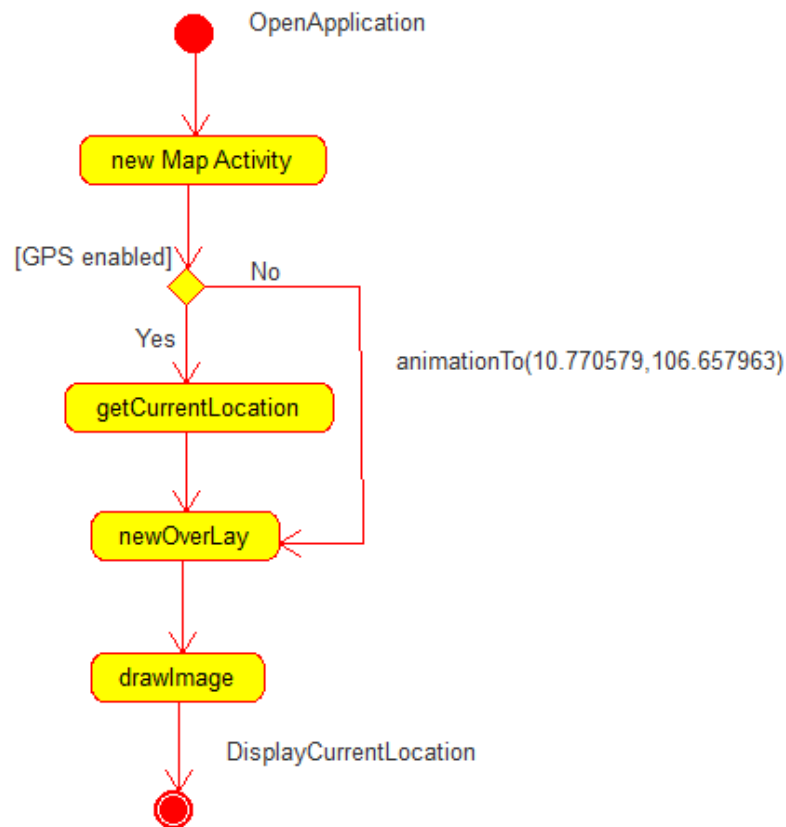 OpenApplication
new Map Activity
[GPS enabled]
No
Yes
animationTo(10.770579,106.657963)
getCurrentLocation
newOverLay
drawImage
DisplayCurrentLocation